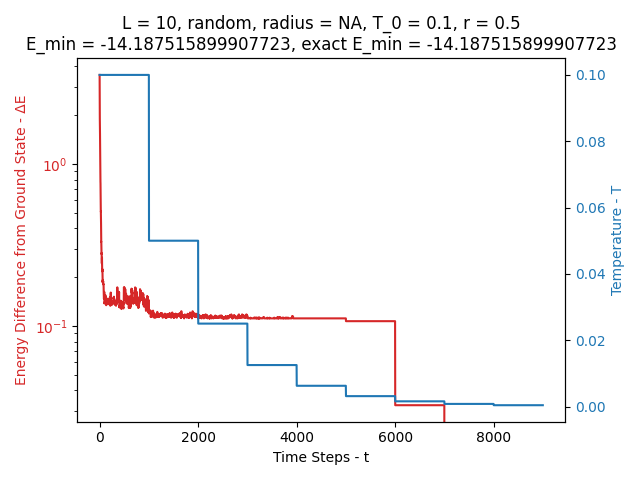 L = 10, random, radius = NA, T_0 = 0.1, r = 0.5
E_min = -14.187515899907723, exact E_min = -14.187515899907723
Energy Difference from Ground State - ΔE
10⁰
10⁻¹
0.10
0.08
0.06
0.04
0.02
0.00
Temperature - T
0 2000 4000 6000 8000
Time Steps - t